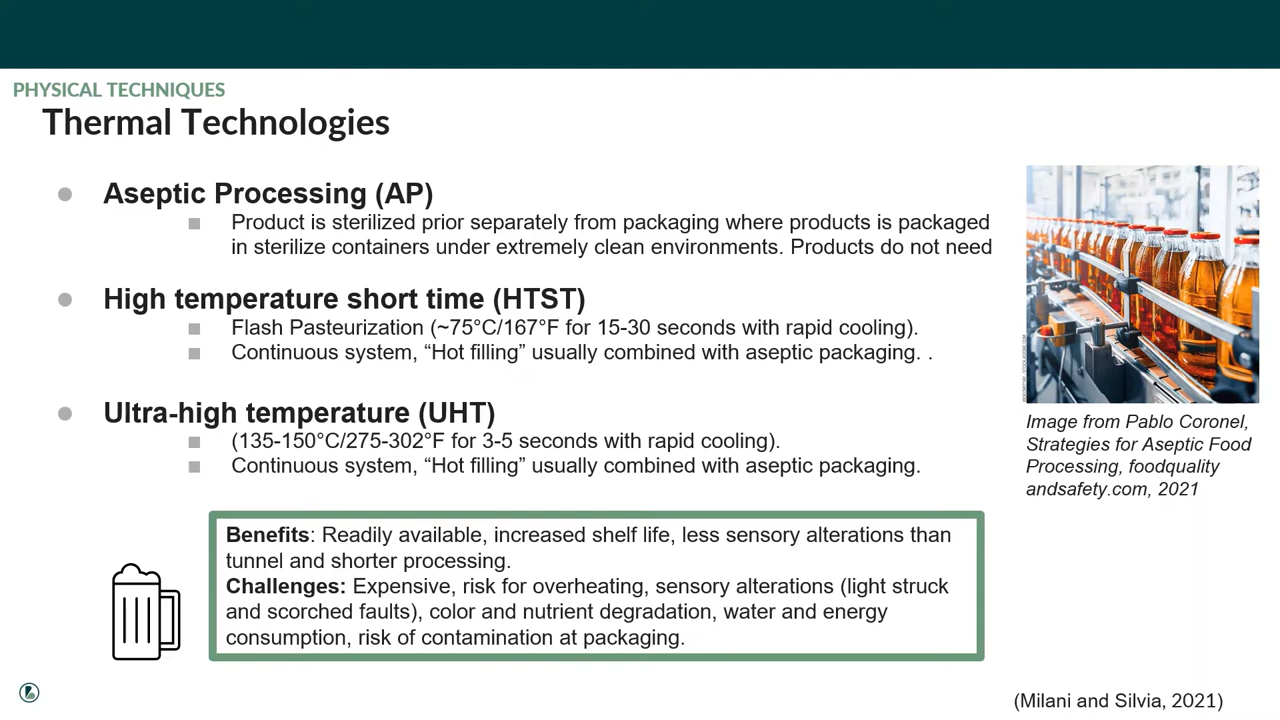 PHYSICAL TECHNIQUES
Thermal Technologies
Aseptic Processing (AP)
Product is sterilized prior separately from packaging where products is packaged
in sterilize containers under extremely clean environments. Products do not need
High temperature short time (HTST)
Flash Pasteurization (~75°C/167°F for 15-30 seconds with rapid cooling).
Continuous system, “Hot filling” usually combined with aseptic packaging. .
Ultra-high temperature (UHT)
(135-150°C/275-302°F for 3-5 seconds with rapid cooling).
Continuous system, “Hot filling” usually combined with aseptic packaging.
Benefits: Readily available, increased shelf life, less sensory alterations than
tunnel and shorter processing.
Challenges: Expensive, risk for overheating, sensory alterations (light struck
and scorched faults), color and nutrient degradation, water and energy
consumption, risk of contamination at packaging.
Image from Pablo Coronel,
Strategies for Aseptic Food
Processing, foodquality
andsafety.com, 2021
(Milani and Silvia, 2021)